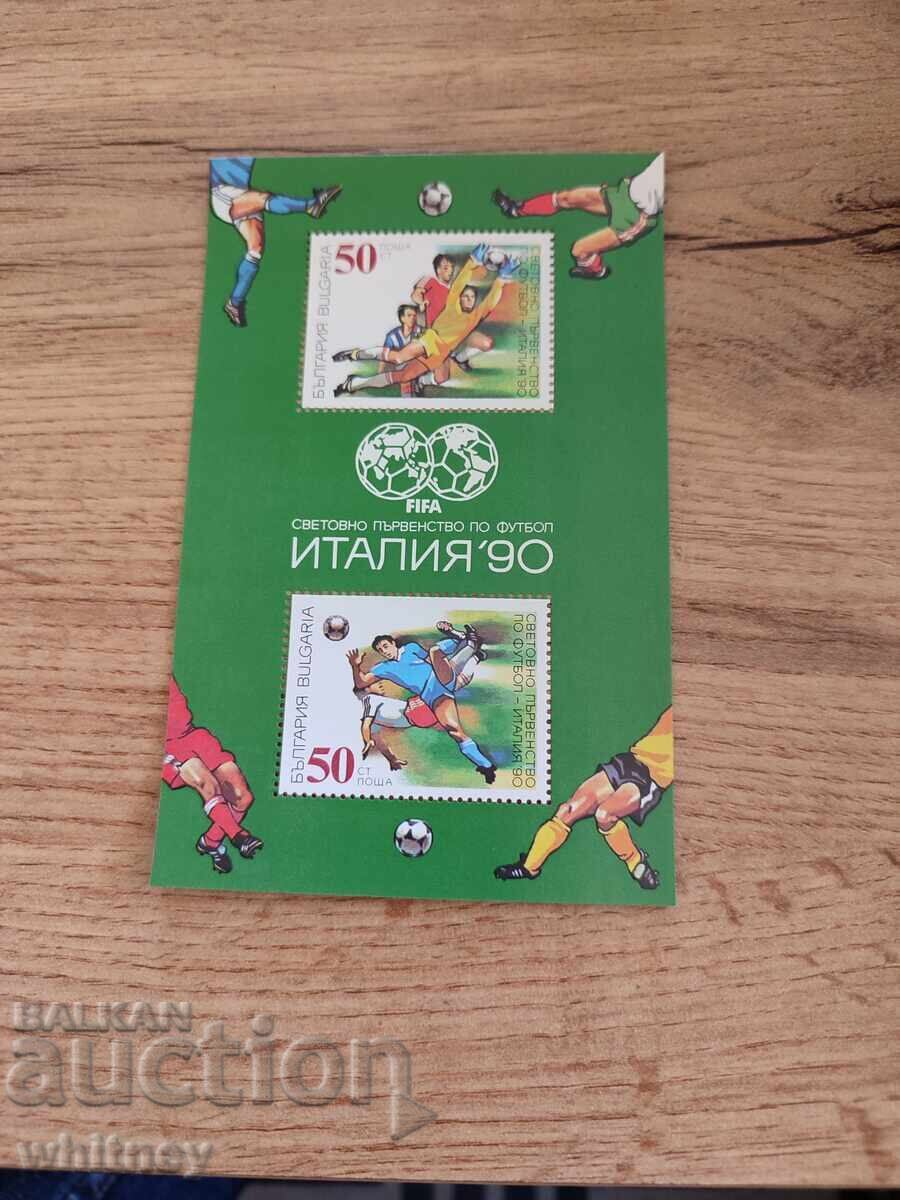 БЪЛГАРИЯ BULGARIA
50
ПОЩА
СТ.
СВЕТОВНО ПЪРВЕНСТВО
ПО ФУТБОЛ - ИТАЛИЯ'90
FIFA
СВЕТОВНО ПЪРВЕНСТВО ПО ФУТБОЛ
ИТАЛИЯ'90
БЪЛГАРИЯ BULGARIA
50
СТ.
ПОЩА
СВЕТОВНО ПЪРВЕНСТВО
ПО ФУТБОЛ - ИТАЛИЯ'90
BALKAN
auction
whitney